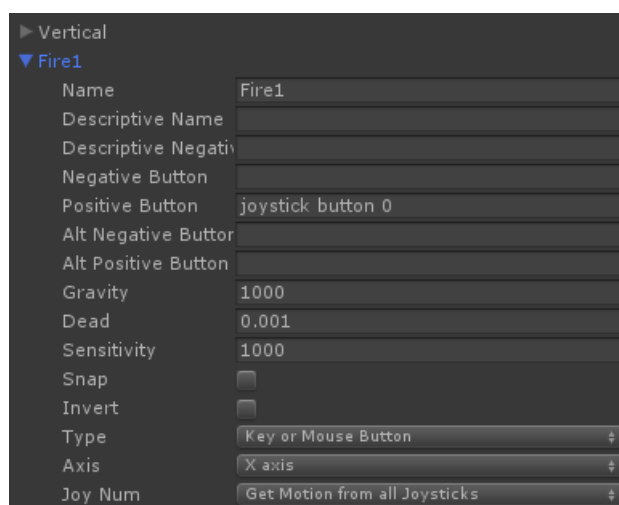 Vertical
Fire1
Name Fire1
Descriptive Name
Descriptive Negativ
Negative Button
Positive Button joystick button 0
Alt Negative Buttor
Alt Positive Button
Gravity 1000
Dead 0.001
Sensitivity 1000
Snap
Invert
Type Key or Mouse Button
Axis X axis
Joy Num Get Motion from all Joysticks